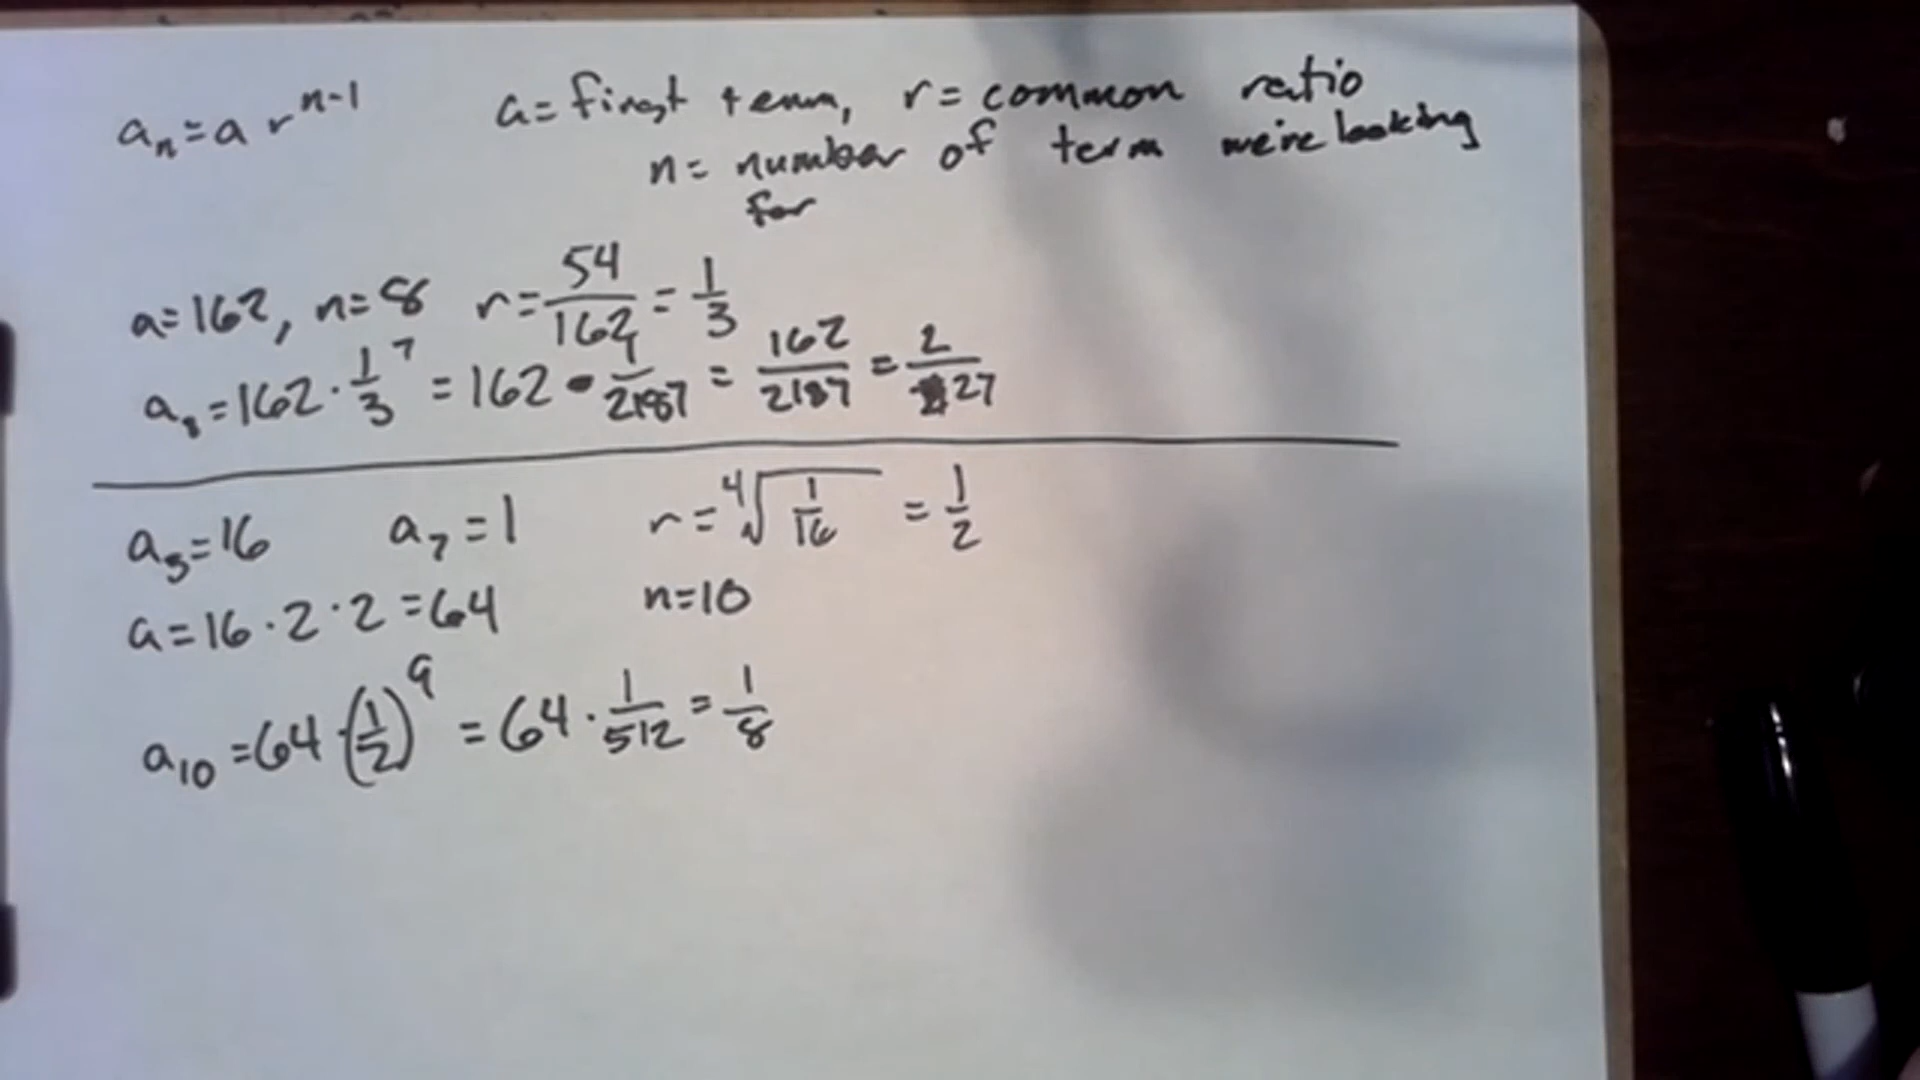 aₙ = a rⁿ⁻¹ a = first term, r = common ratio
n = number of term we're looking
for
a = 162, n = 8 r = 54/162 = 1/3
a₈ = 162 · 1/3⁷ = 162 · 1/2187 = 162/2187 = 2/27
a₃ = 16 a₇ = 1 r = ⁴√(1/16) = 1/2
a = 16 · 2 · 2 = 64 n = 10
a₁₀ = 64 · (1/2)⁹ = 64 · 1/512 = 1/8